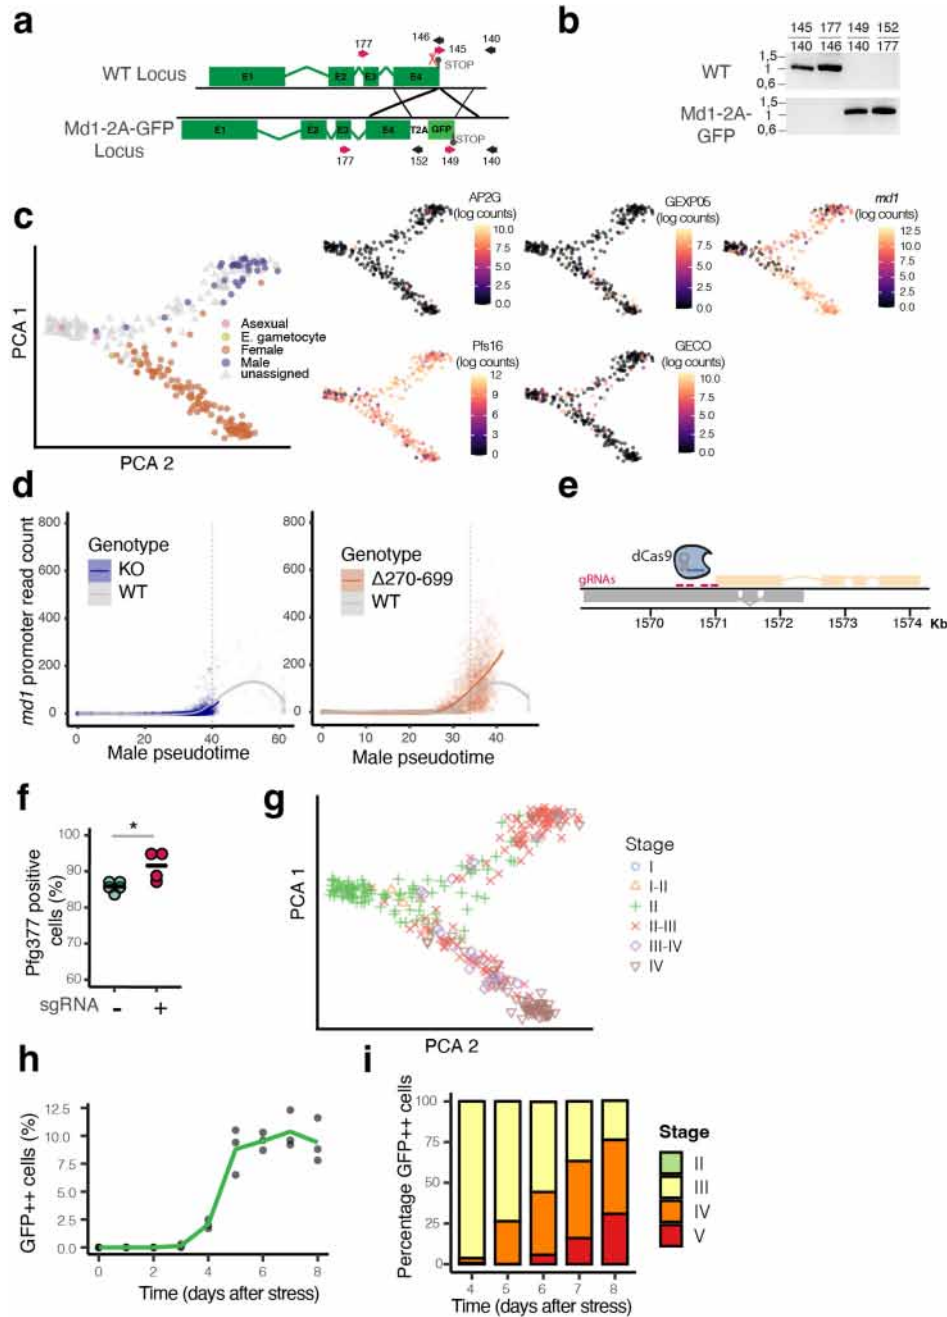 a
177
146
145
140
STOP
WT Locus
E1
E2
E3
E4
Md1-2A-GFP
Locus
E1
E2
E3
E4
T2A
GFP
STOP
177
152
149
140
b
145 177 149 152
140 146 140 177
WT
1,5
1
0,6
Md1-2A-
GFP
1,5
1
0,6
c
PCA 1
PCA 2
Asexual
E. gametocyte
Female
Male
unassigned
AP2G
(log counts)
10.0
7.5
5.0
2.5
0.0
GEXP05
(log counts)
7.5
5.0
2.5
0.0
md1
(log counts)
12.5
10.0
7.5
5.0
2.5
0.0
Pfs16
(log counts)
12
9
6
3
0
GECO
(log counts)
10.0
7.5
5.0
2.5
0.0
d
md1 promoter read count
800
600
400
200
0
Genotype
KO
WT
0 20 40 60
Male pseudotime
800
600
400
200
0
Genotype
Δ270-699
WT
0 20 40
Male pseudotime
e
dCas9
gRNAs
1570 1571 1572 1573 1574 Kb
f
Pfg377 positive
cells (%)
100
90
80
70
60
*
sgRNA - +
g
PCA 1
PCA 2
Stage
I
I-II
II
II-III
III-IV
IV
h
GFP++ cells (%)
12.5
10.0
7.5
5.0
2.5
0.0
0 2 4 6 8
Time (days after stress)
i
Percentage GFP++ cells
100
75
50
25
0
4 5 6 7 8
Time (days after stress)
Stage
II
III
IV
V